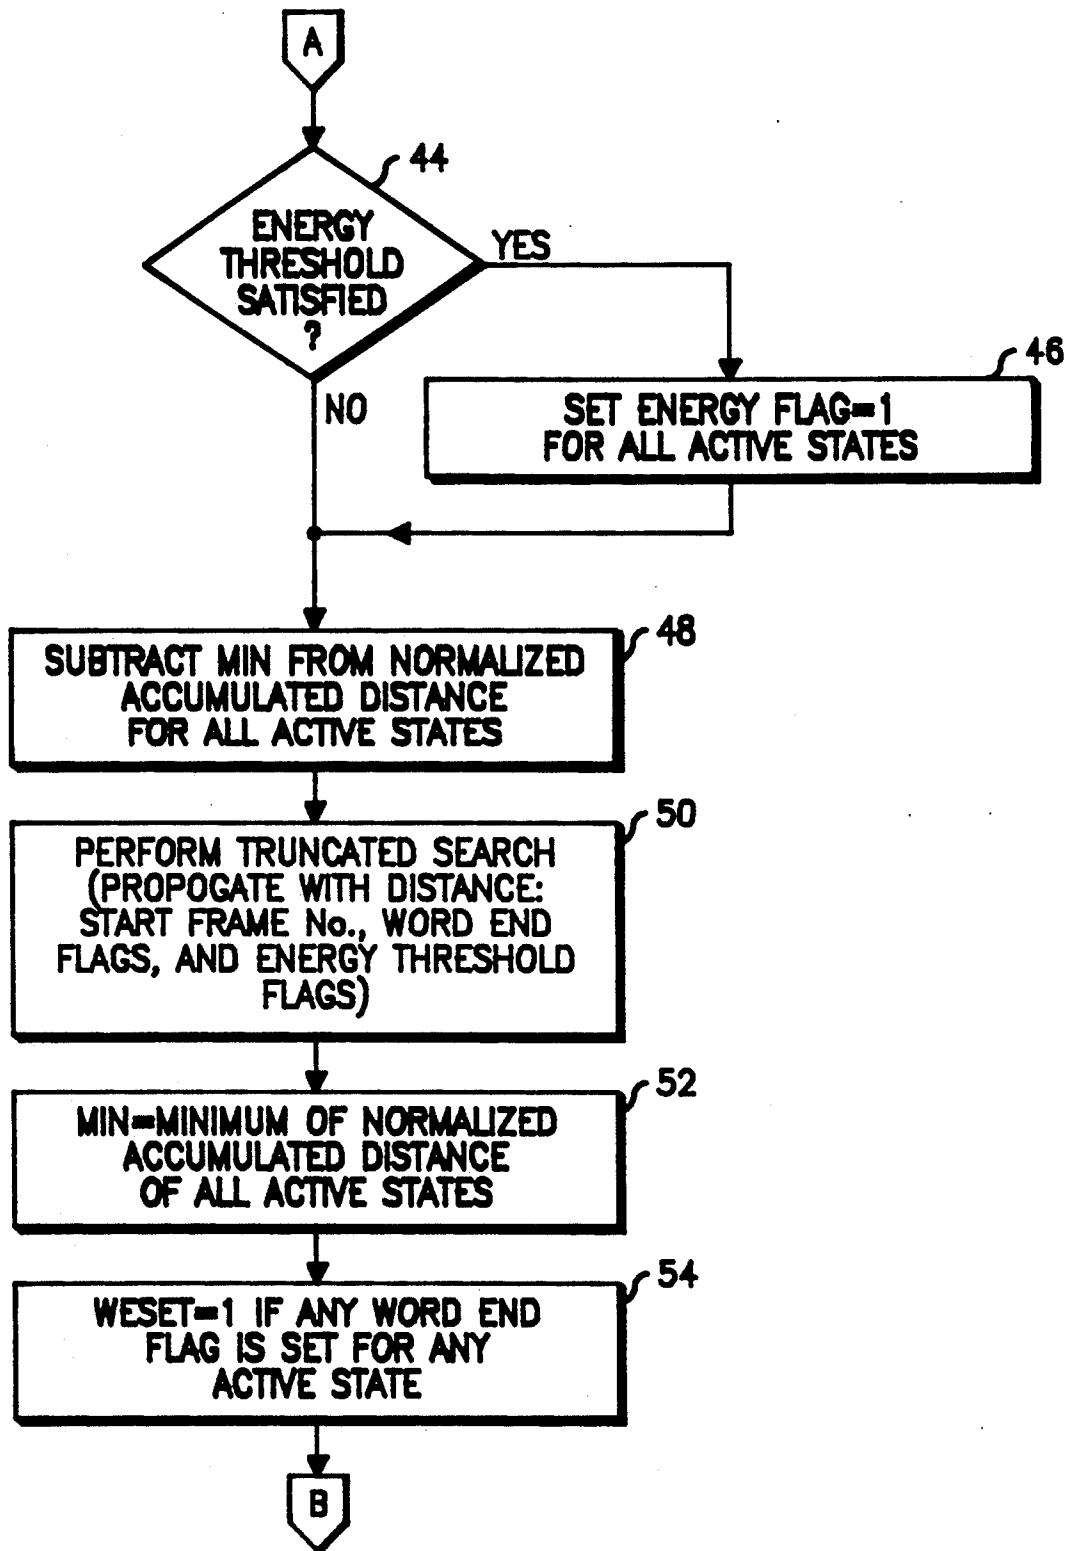 A
44
ENERGY
THRESHOLD
SATISFIED
?
YES
NO
46
SET ENERGY FLAG=1
FOR ALL ACTIVE STATES
48
SUBTRACT MIN FROM NORMALIZED
ACCUMULATED DISTANCE
FOR ALL ACTIVE STATES
50
PERFORM TRUNCATED SEARCH
(PROPOGATE WITH DISTANCE:
START FRAME No., WORD END
FLAGS, AND ENERGY THRESHOLD
FLAGS)
52
MIN=MINIMUM OF NORMALIZED
ACCUMULATED DISTANCE
OF ALL ACTIVE STATES
54
WESET=1 IF ANY WORD END
FLAG IS SET FOR ANY
ACTIVE STATE
B